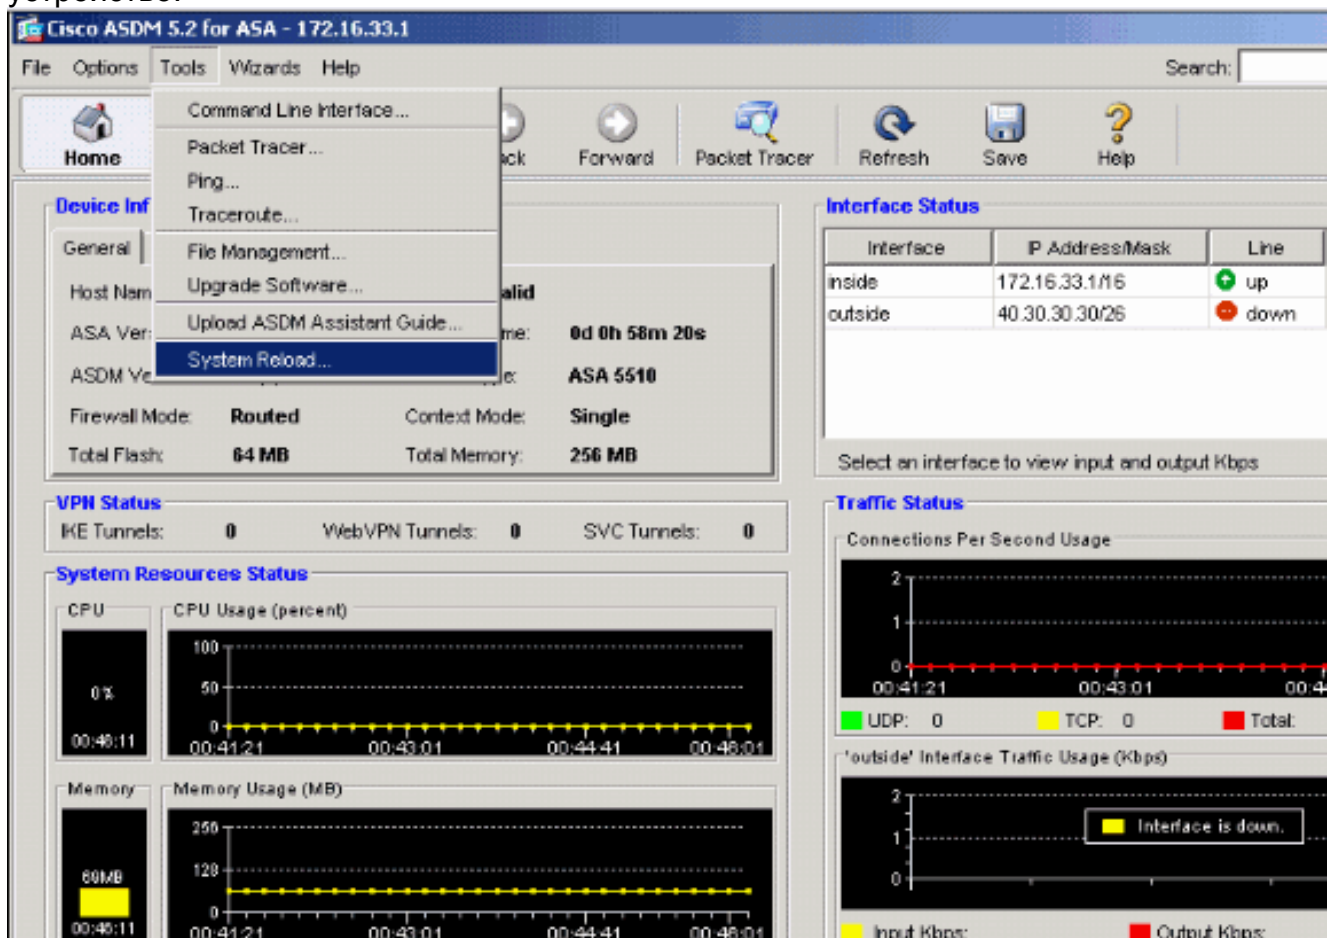 устройство.
Cisco ASDM 5.2 for ASA - 172.16.33.1
File Options Tools Wizards Help Search:
Home Forward Packet Tracer Refresh Save Help
Command Line Interface...
Packet Tracer...
Ping...
Traceroute...
File Management...
Upgrade Software...
Upload ASDM Assistant Guide...
System Reload...
Device Inf
General
Host Nam alid
ASA Ver me: 0d 0h 58m 20s
ASDM Ve ASA 5510
Firewall Mode: Routed Context Mode: Single
Total Flash: 64 MB Total Memory: 256 MB
Interface Status
Interface IP Address/Mask Line
inside 172.16.33.1/16 up
outside 40.30.30.30/26 down
Select an interface to view input and output Kbps
VPN Status
IKE Tunnels: 0 WebVPN Tunnels: 0 SVC Tunnels: 0
System Resources Status
CPU
0%
00:46:11
CPU Usage (percent)
100
50
0
00:41:21 00:43:01 00:44:41 00:46:01
Memory
69MB
00:46:11
Memory Usage (MB)
256
128
0
00:41:21 00:43:01 00:44:41 00:46:01
Traffic Status
Connections Per Second Usage
2
1
0
00:41:21 00:43:01 00:4
UDP: 0 TCP: 0 Total:
'outside' Interface Traffic Usage (Kbps)
2
1
0
Interface is down.
Input Kbps: Output Kbps: